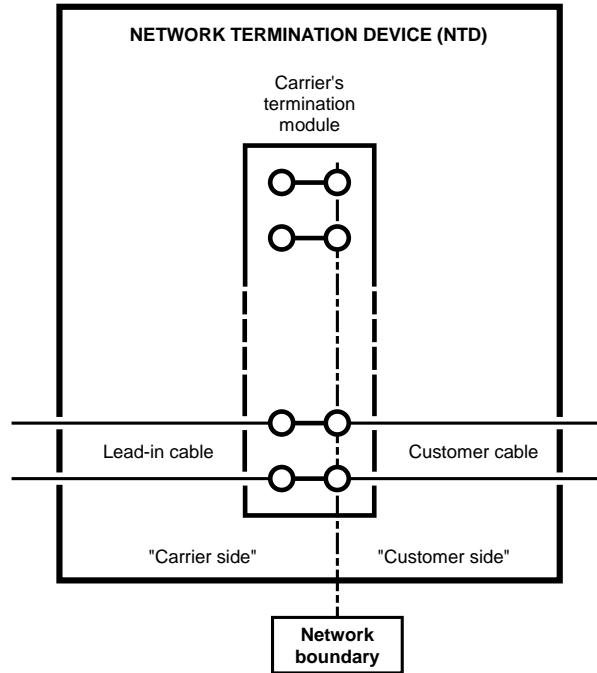 NETWORK TERMINATION DEVICE (NTD)
Carrier's
termination
module
Lead-in cable
Customer cable
"Carrier side"
"Customer side"
Network
boundary